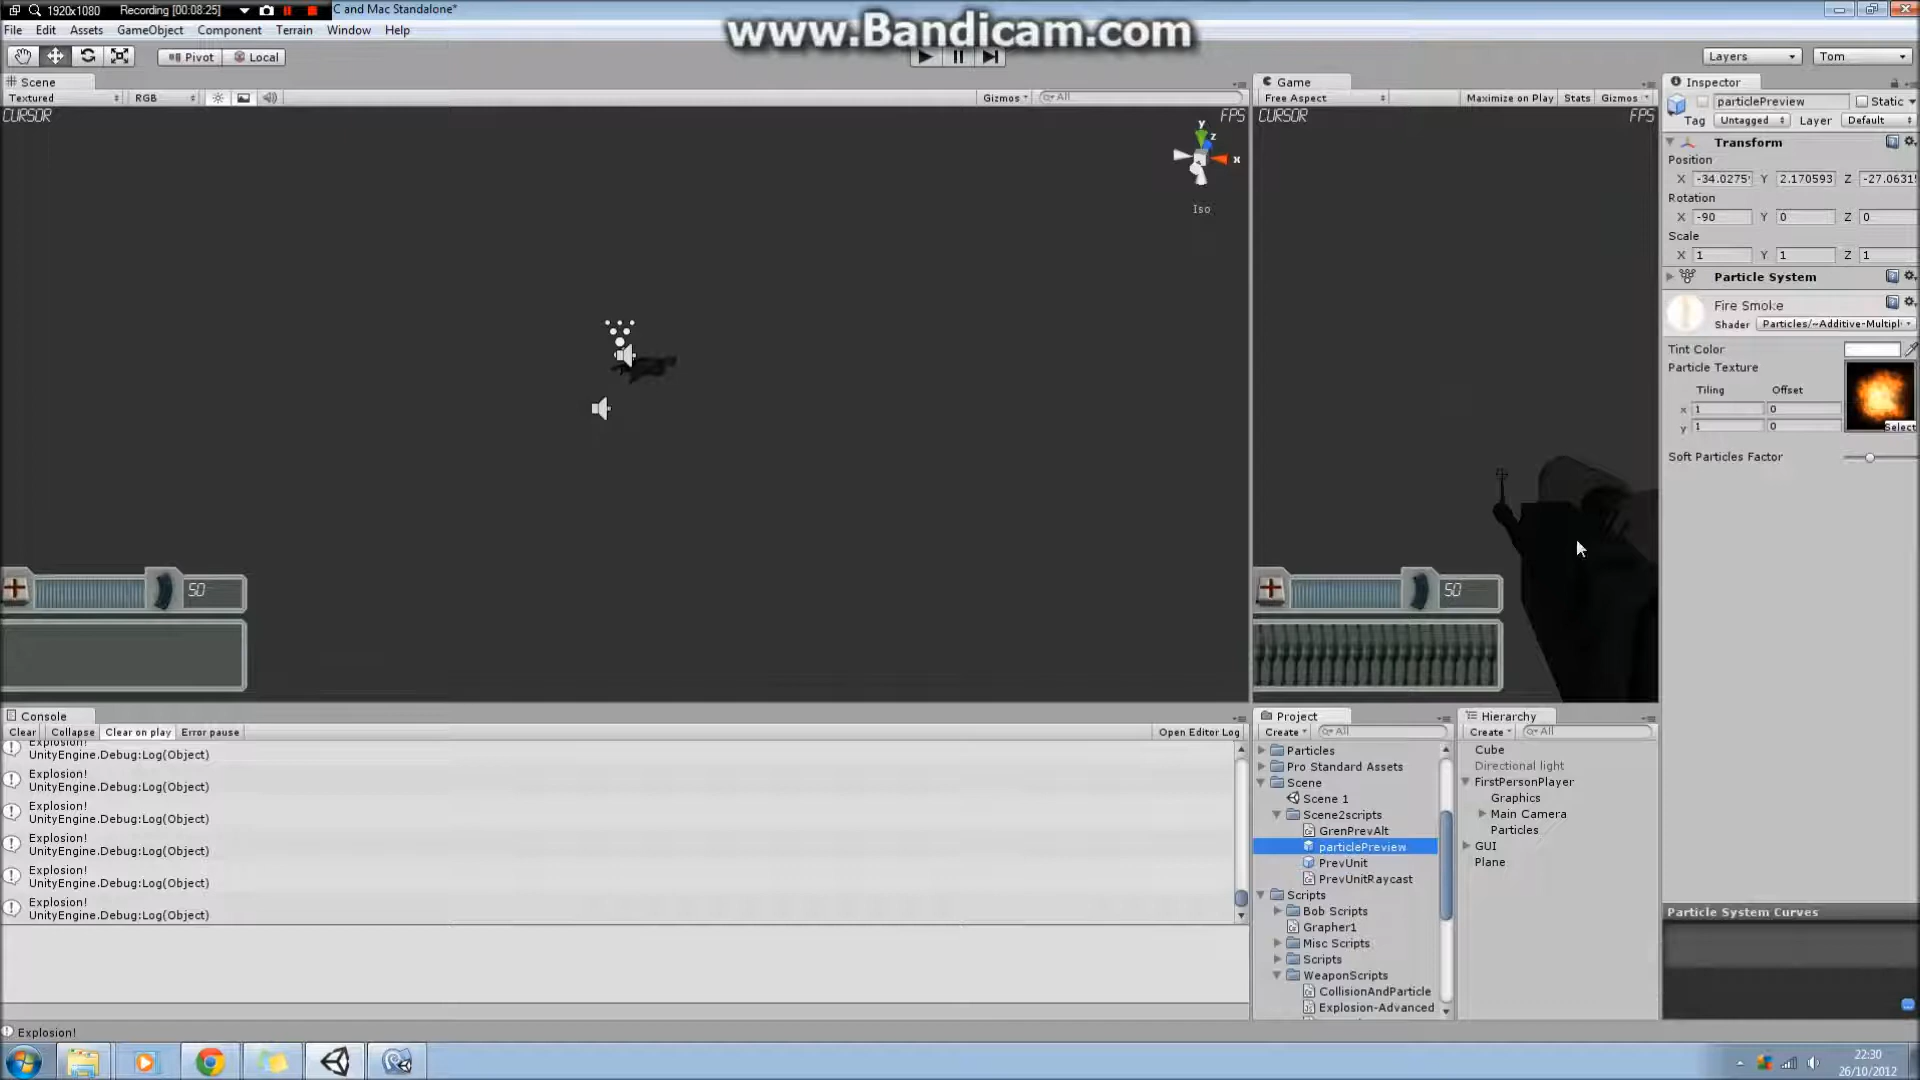 1920x1080 Recording [00:08:25] C and Mac Standalone*
www.Bandicam.com
File Edit Assets GameObject Component Terrain Window Help
Pivot Local Layers Tom
Scene Game Inspector
Textured RGB Gizmos All Free Aspect Maximize on Play Stats Gizmos
CURSOR FPS CURSOR FPS
particlePreview Static
Tag Untagged Layer Default
Transform
Position
X -34.0275 Y 2.170593 Z -27.0631
Rotation
X -90 Y 0 Z 0
Scale
X 1 Y 1 Z 1
Particle System
Fire Smoke
Shader Particles/~Additive-Multipl
Tint Color
Particle Texture
Tiling Offset
x 1 0
y 1 0
Select
Soft Particles Factor
y z x
Iso
50 50
Console
Clear Collapse Clear on play Error pause Open Editor Log
Explosion!
UnityEngine.Debug:Log(Object)
Explosion!
UnityEngine.Debug:Log(Object)
Explosion!
UnityEngine.Debug:Log(Object)
Explosion!
UnityEngine.Debug:Log(Object)
Explosion!
UnityEngine.Debug:Log(Object)
Explosion!
UnityEngine.Debug:Log(Object)
Project
Create All
Particles
Pro Standard Assets
Scene
Scene 1
Scene2scripts
GrenPrevAlt
particlePreview
PrevUnit
PrevUnitRaycast
Scripts
Bob Scripts
Grapher1
Misc Scripts
Scripts
WeaponScripts
CollisionAndParticle
Explosion-Advanced
Hierarchy
Create All
Cube
Directional light
FirstPersonPlayer
Graphics
Main Camera
Particles
GUI
Plane
Particle System Curves
Explosion!
22:30
26/10/2012